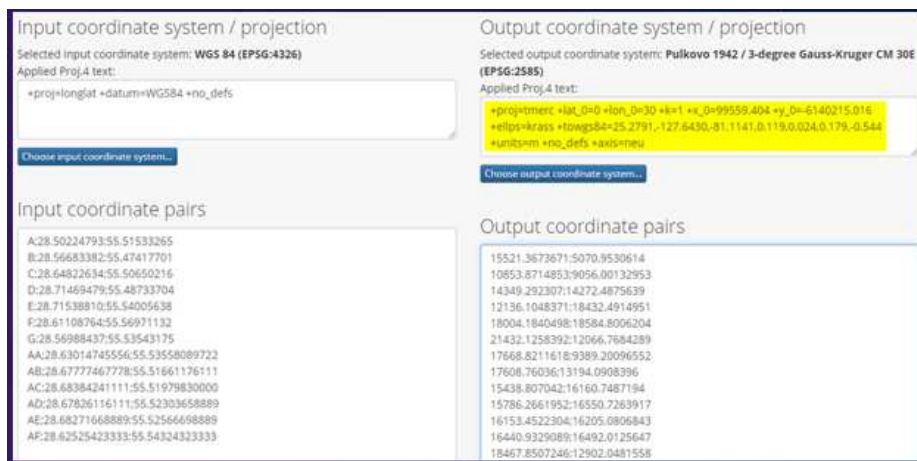 Input coordinate system / projection
Selected input coordinate system: WGS 84 (EPSG:4326)
Applied Proj.4 text:
+proj=longlat +datum=WGS84 +no_defs
Choose input coordinate system...
Input coordinate pairs
A;28.50224793;55.51533265
B;28.56683382;55.47417701
C;28.64822634;55.50650216
D;28.71469479;55.48733704
E;28.71538810;55.54005638
F;28.61108764;55.56971132
G;28.56988437;55.53543175
AA;28.63014745556;55.53558089722
AB;28.67777467778;55.51661176111
AC;28.68384241111;55.51979830000
AD;28.67826116111;55.52303658889
AE;28.68271668889;55.52566698889
AF;28.62525423333;55.54324323333
Output coordinate system / projection
Selected output coordinate system: Pulkovo 1942 / 3-degree Gauss-Kruger CM 30E
(EPSG:2585)
Applied Proj.4 text:
+proj=tmerc +lat_0=0 +lon_0=30 +k=1 +x_0=99559.404 +y_0=-6140215.016
+ellps=krass +towgs84=25.2791,-127.6430,-81.1141,0.119,0.024,0.179,-0.544
+units=m +no_defs +axis=neu
Choose output coordinate system...
Output coordinate pairs
15521.3673671;5070.9530614
10853.8714853;9056.00132953
14349.292307;14272.4875639
12136.1048371;18432.4914951
18004.1840498;18584.8006204
21432.1258392;12066.7684289
17668.8211618;9389.20096552
17608.76036;13194.0908396
15438.807042;16160.7487194
15786.2661952;16550.7263917
16153.4522304;16205.0806843
16440.9329089;16492.0125647
18467.8507246;12902.0481558